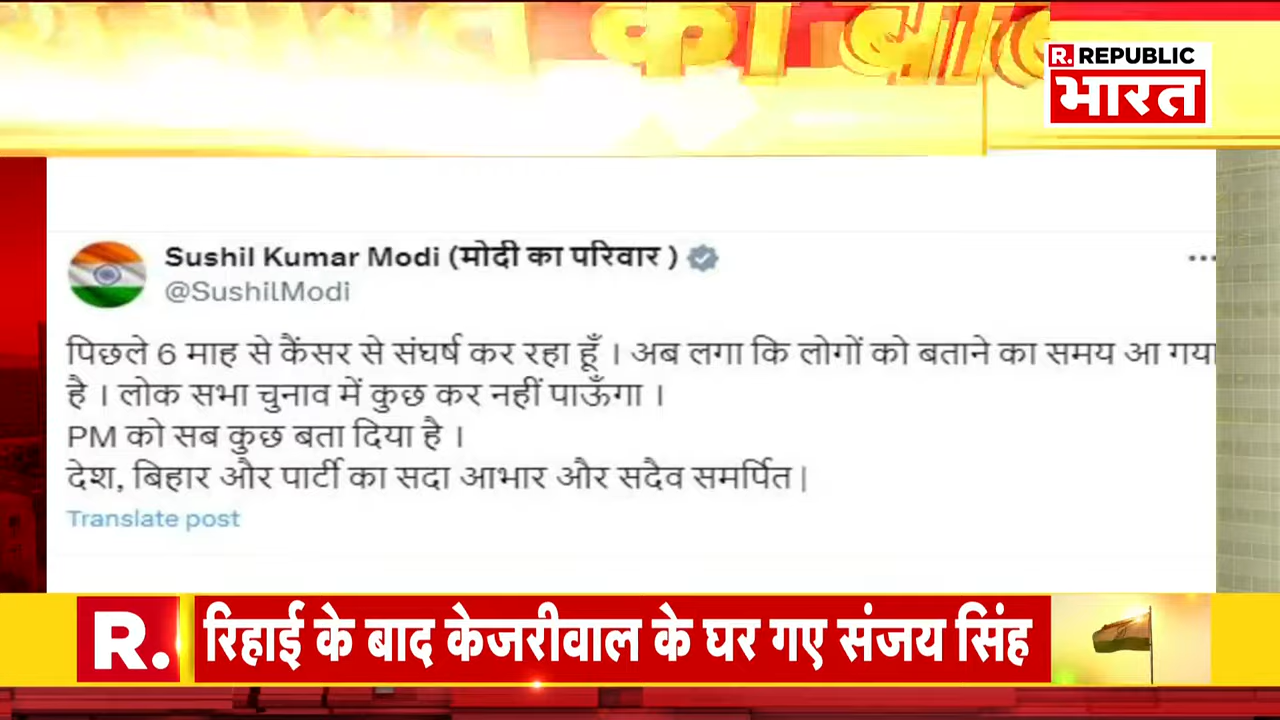 R. REPUBLIC
भारत
Sushil Kumar Modi (मोदी का परिवार )
@SushilModi
पिछले 6 माह से कैंसर से संघर्ष कर रहा हूँ । अब लगा कि लोगों को बताने का समय आ गया
है । लोक सभा चुनाव में कुछ कर नहीं पाऊँगा ।
PM को सब कुछ बता दिया है ।
देश, बिहार और पार्टी का सदा आभार और सदैव समर्पित |
Translate post
R. रिहाई के बाद केजरीवाल के घर गए संजय सिंह